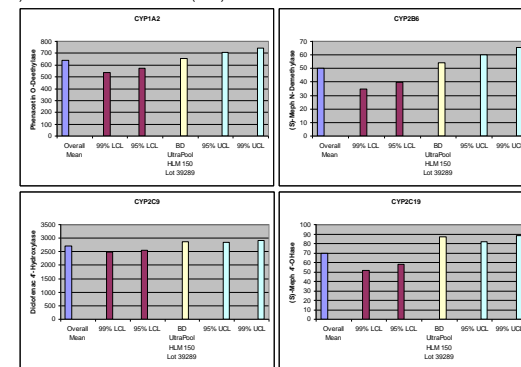 CYP1A2
Phenacetin O-Deethylase
800
700
600
500
400
300
200
100
0
Overall Mean
99% LCL
95% LCL
BD UltraPool HLM 150 Lot 39289
95% UCL
99% UCL
CYP2B6
(S)-Meph N-Demethylase
70
60
50
40
30
20
10
0
Overall Mean
99% LCL
95% LCL
BD UltraPool HLM 150 Lot 39289
95% UCL
99% UCL
CYP2C9
Diclofenac 4'-Hydroxylase
3500
3000
2500
2000
1500
1000
500
0
Overall Mean
99% LCL
95% LCL
BD UltraPool HLM 150 Lot 39289
95% UCL
99% UCL
CYP2C19
(S)-Meph 4'-OHase
100
90
80
70
60
50
40
30
20
10
0
Overall Mean
99% LCL
95% LCL
BD UltraPool HLM 150 Lot 39289
95% UCL